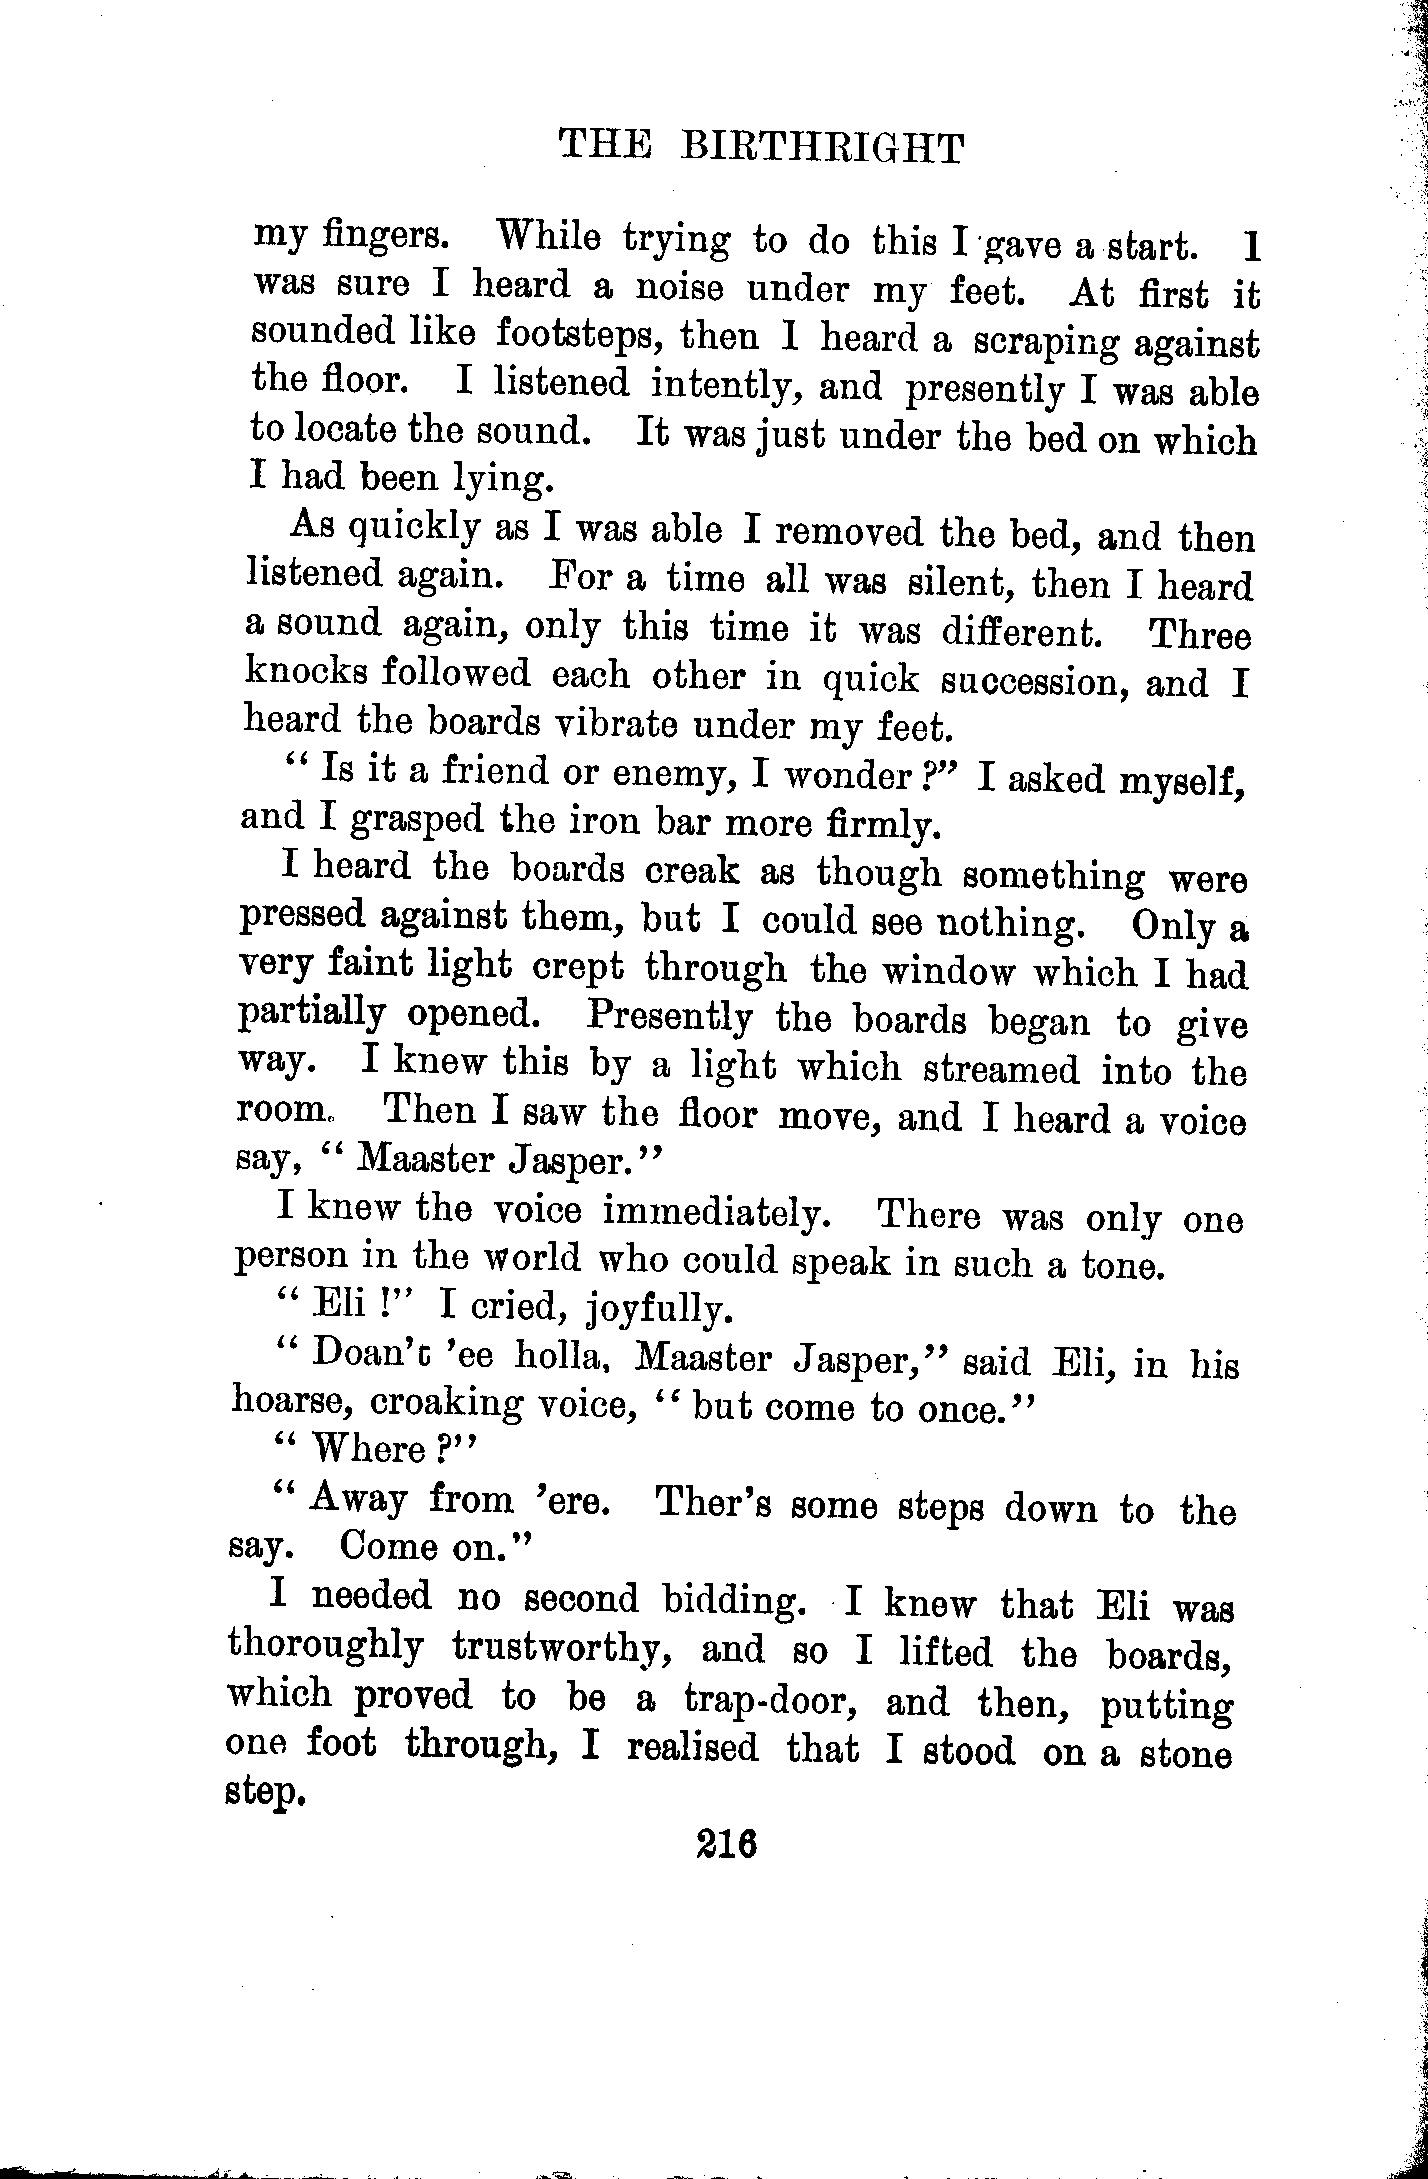 THE BIRTHRIGHT
my fingers. While trying to do this I gave a start. I
was sure I heard a noise under my feet. At first it
sounded like footsteps, then I heard a scraping against
the floor. I listened intently, and presently I was able
to locate the sound. It was just under the bed on which
I had been lying.
As quickly as I was able I removed the bed, and then
listened again. For a time all was silent, then I heard
a sound again, only this time it was different. Three
knocks followed each other in quick succession, and I
heard the boards vibrate under my feet.
“ Is it a friend or enemy, I wonder ?” I asked myself,
and I grasped the iron bar more firmly.
I heard the boards creak as though something were
pressed against them, but I could see nothing. Only a
very faint light crept through the window which I had
partially opened. Presently the boards began to give
way. I knew this by a light which streamed into the
room. Then I saw the floor move, and I heard a voice
say, “ Maaster Jasper.”
I knew the voice immediately. There was only one
person in the world who could speak in such a tone.
“ Eli !” I cried, joyfully.
“ Doan’t ’ee holla, Maaster Jasper,” said Eli, in his
hoarse, croaking voice, “ but come to once.”
“ Where ?”
“ Away from ’ere. Ther’s some steps down to the
say. Come on.”
I needed no second bidding. I knew that Eli was
thoroughly trustworthy, and so I lifted the boards,
which proved to be a trap-door, and then, putting
one foot through, I realised that I stood on a stone
step.
216